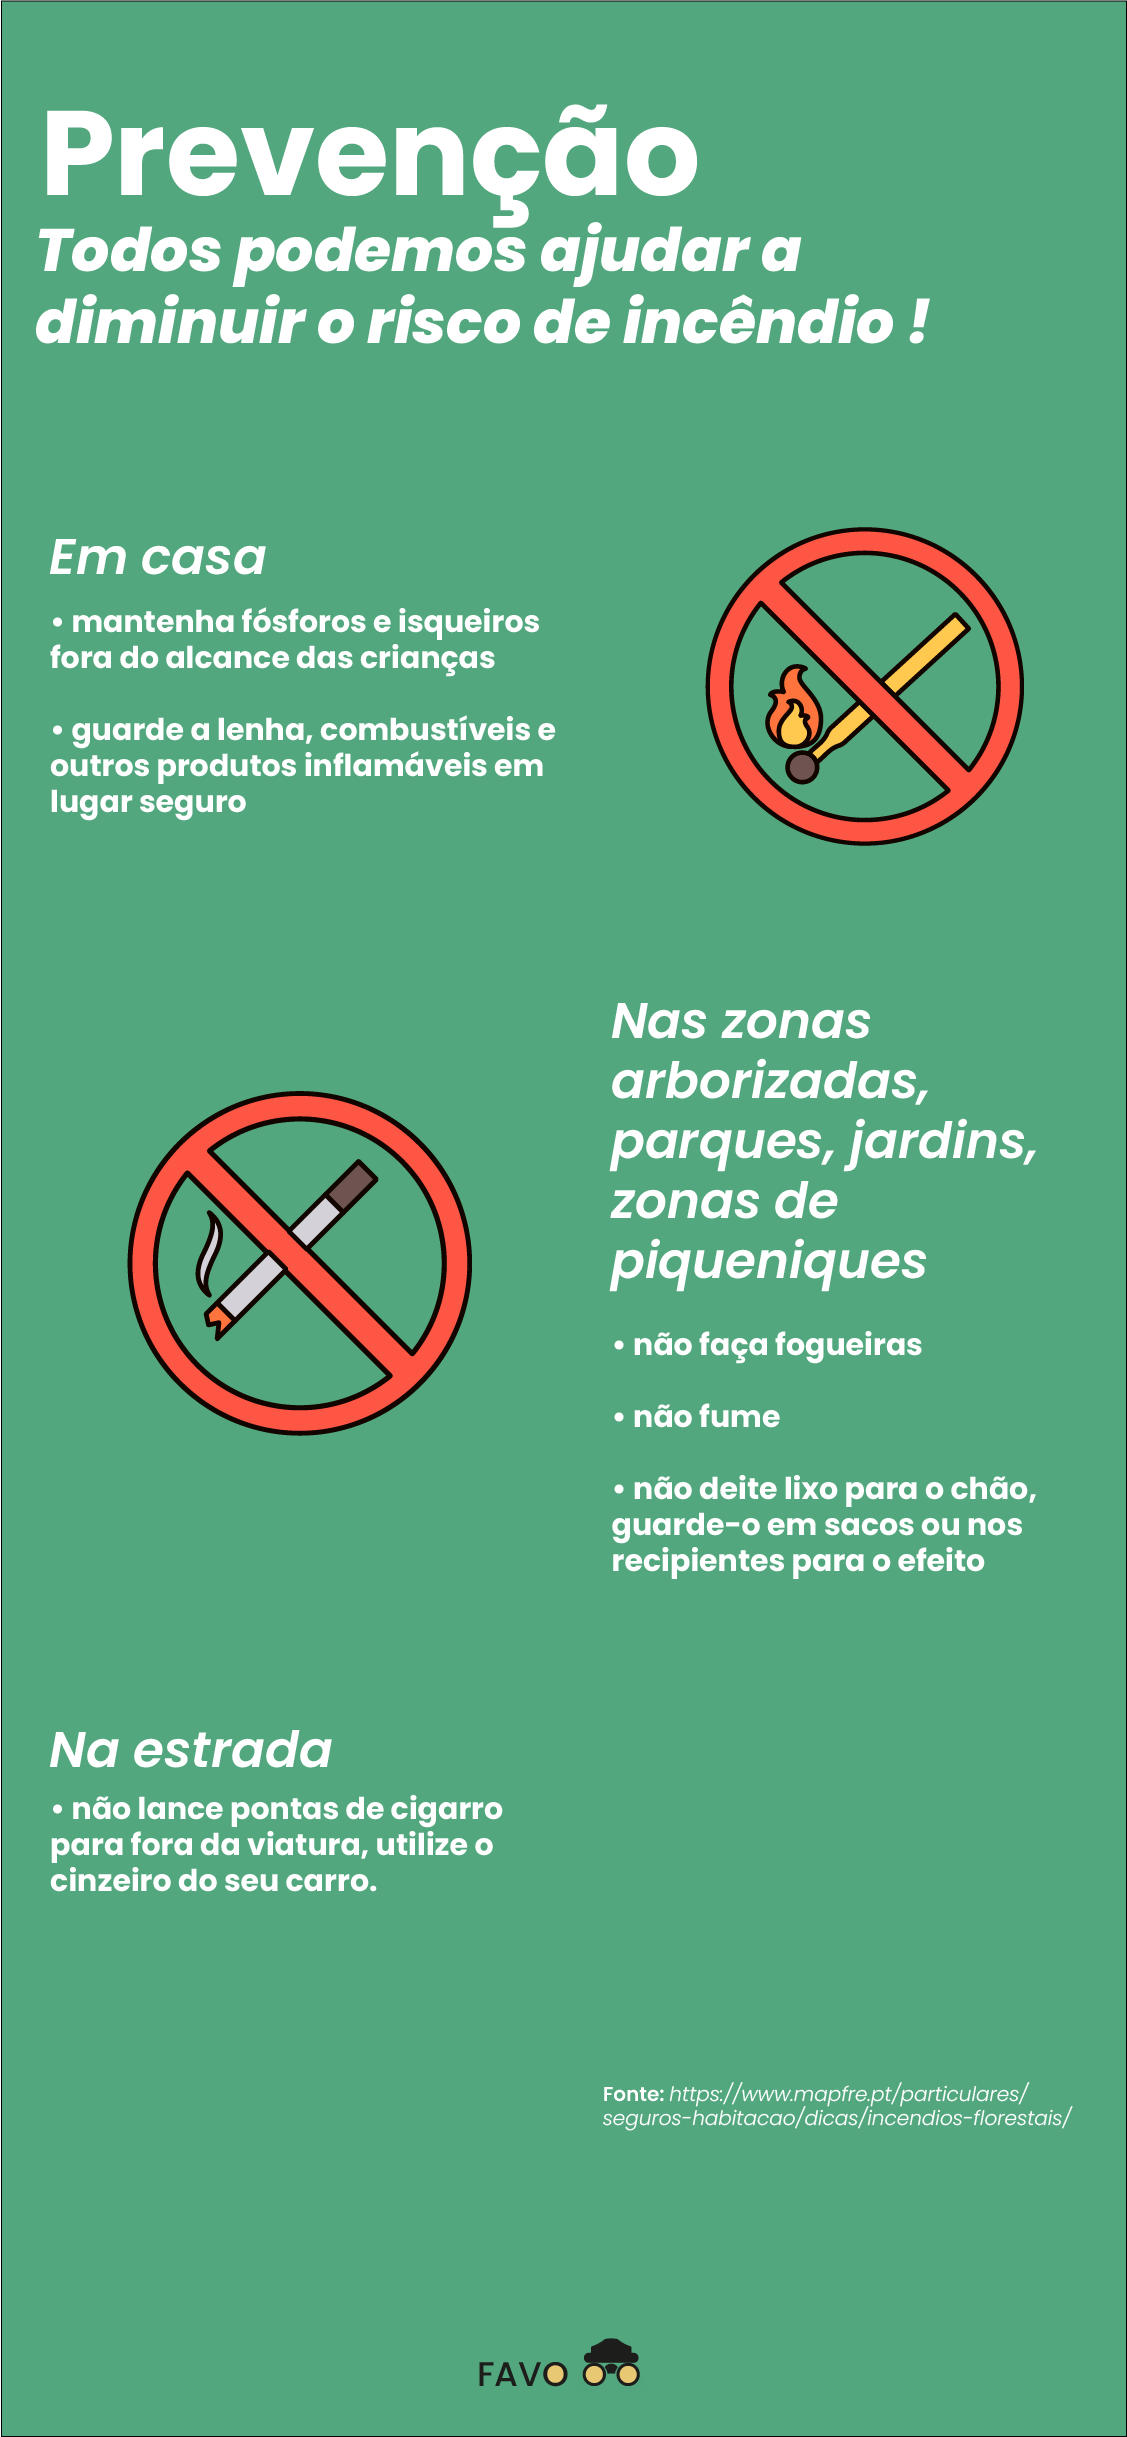 Prevenção
Todos podemos ajudar a
diminuir o risco de incêndio !
Em casa
• mantenha fósforos e isqueiros
fora do alcance das crianças
• guarde a lenha, combustíveis e
outros produtos inflamáveis em
lugar seguro
Nas zonas
arborizadas,
parques, jardins,
zonas de
piqueniques
• não faça fogueiras
• não fume
• não deite lixo para o chão,
guarde-o em sacos ou nos
recipientes para o efeito
Na estrada
• não lance pontas de cigarro
para fora da viatura, utilize o
cinzeiro do seu carro.
Fonte: https://www.mapfre.pt/particulares/
seguros-habitacao/dicas/incendios-florestais/
FAVO